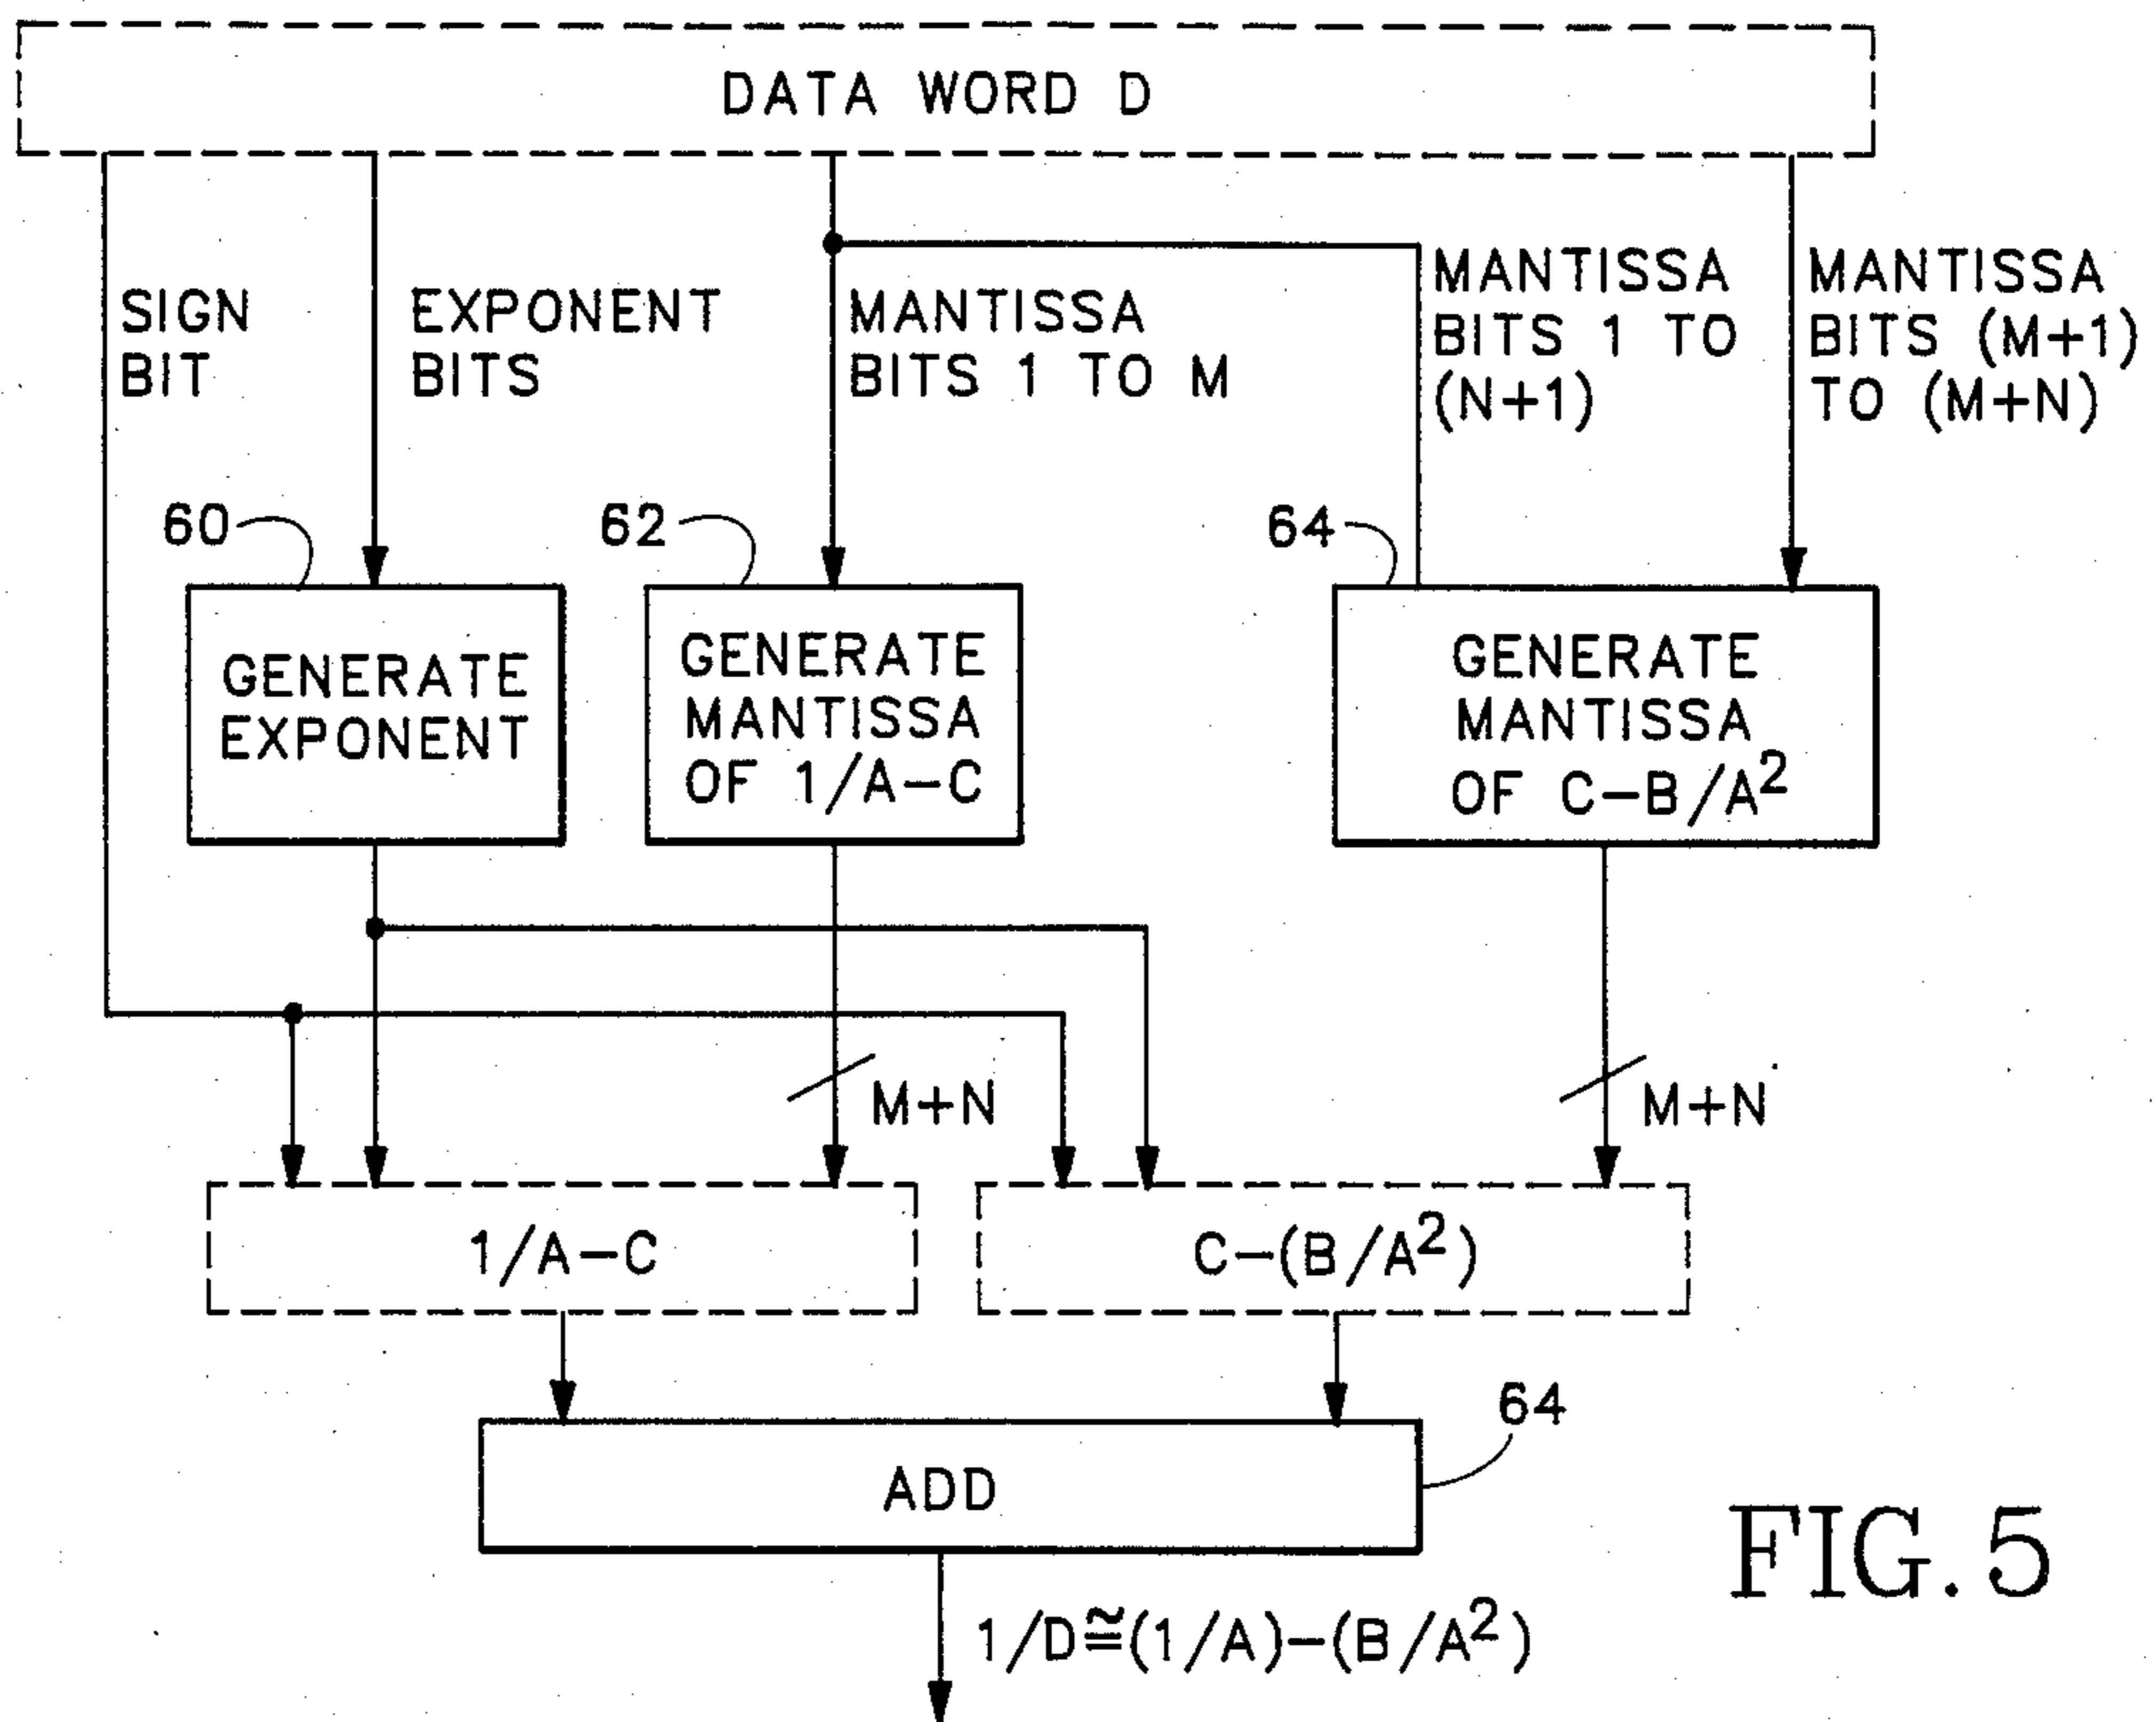 DATA WORD D
SIGN
BIT
EXPONENT
BITS
MANTISSA
BITS 1 TO M
MANTISSA
BITS 1 TO
(N+1)
MANTISSA
BITS (M+1)
TO (M+N)
60
62
64
GENERATE
EXPONENT
GENERATE
MANTISSA
OF 1/A-C
GENERATE
MANTISSA
OF C-B/A²
M+N
M+N
1/A-C
C-(B/A²)
64
ADD
1/D≅(1/A)-(B/A²)
FIG. 5